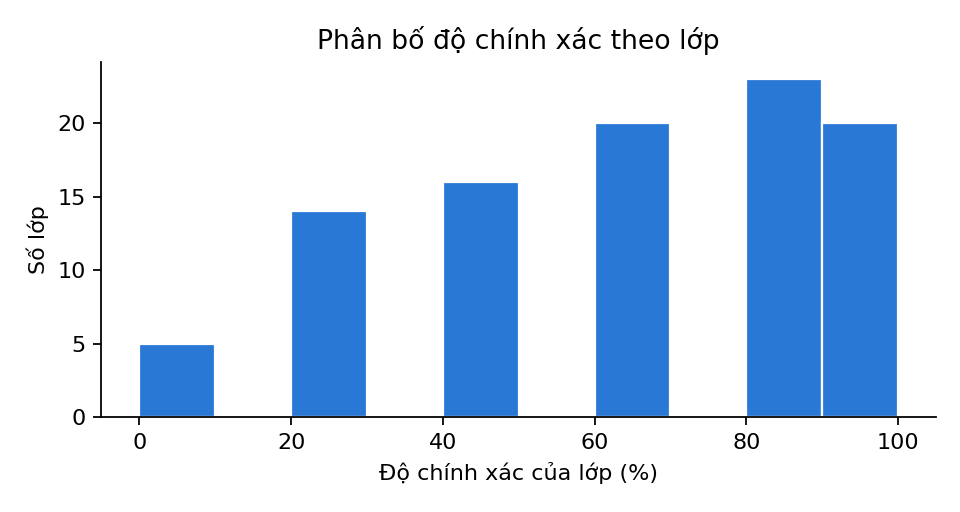 Phân bố độ chính xác theo lớp
Số lớp
20
15
10
5
0
0 20 40 60 80 100
Độ chính xác của lớp (%)